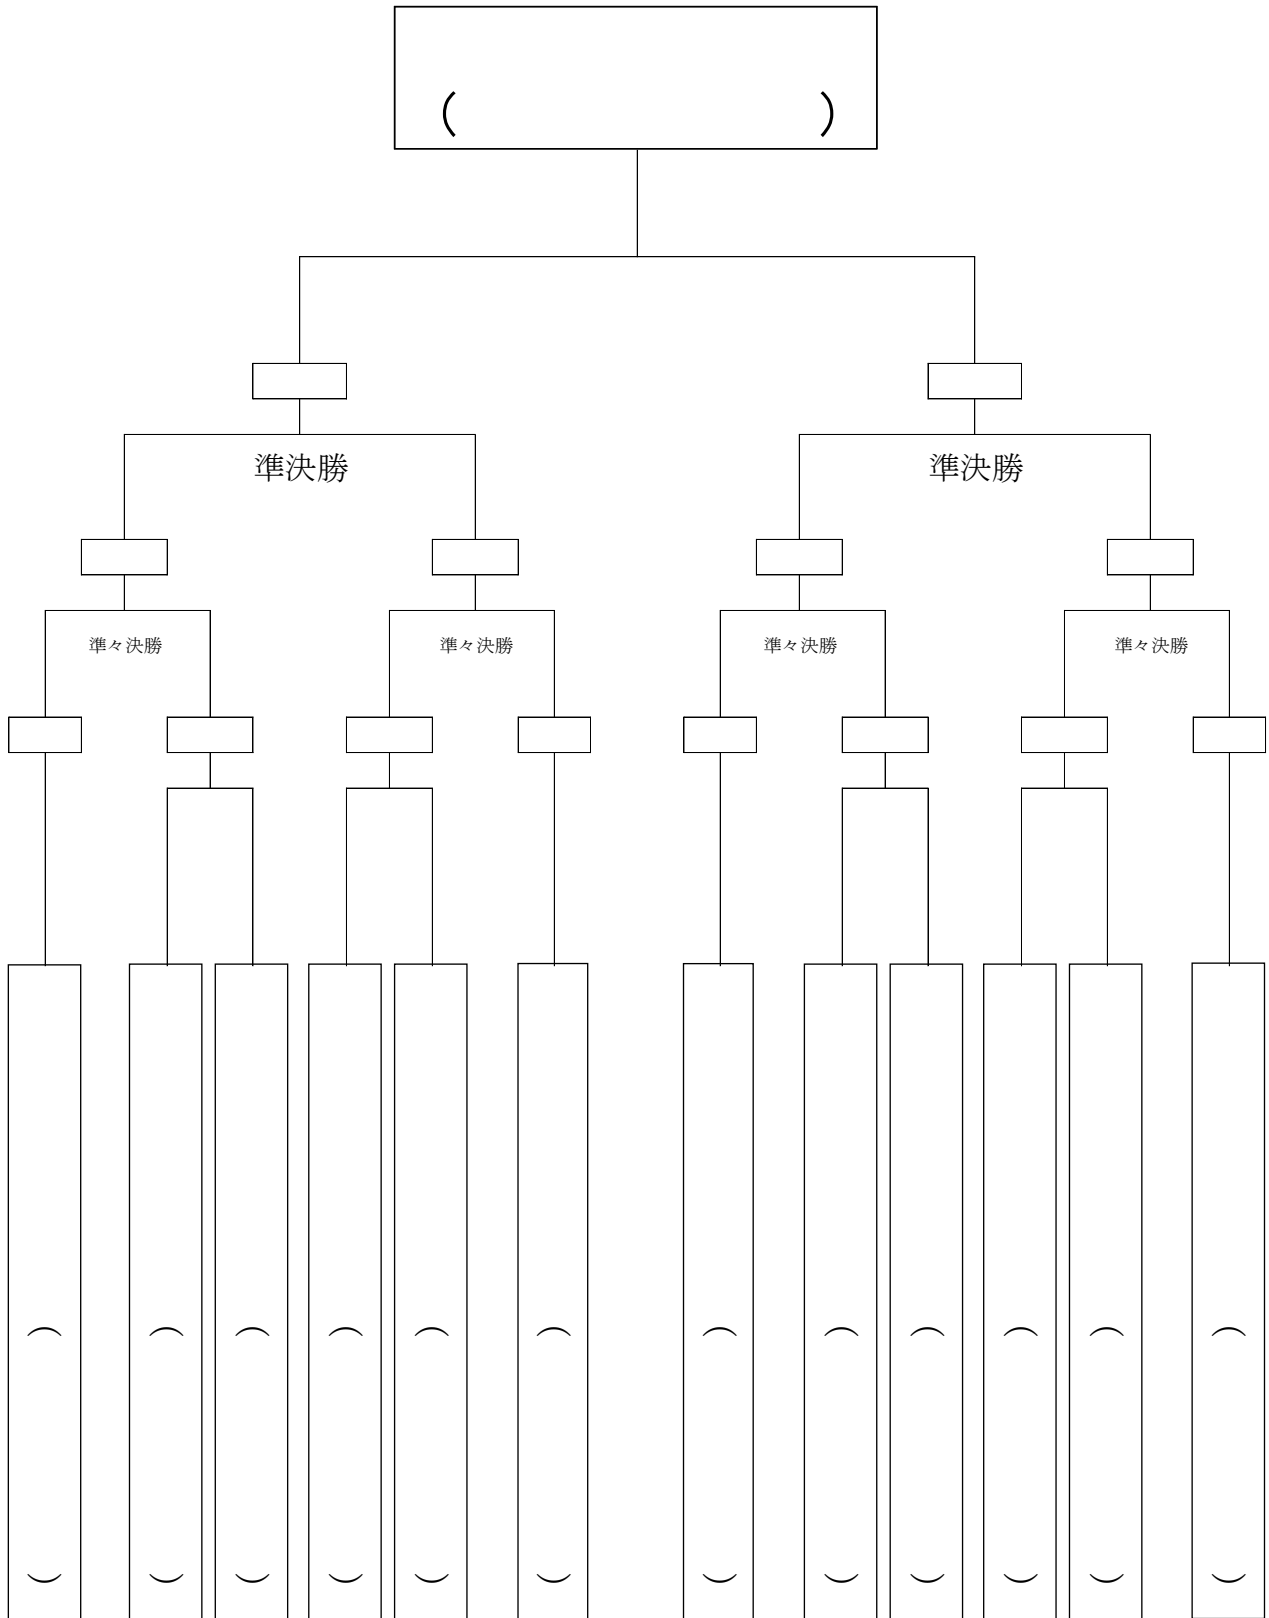 ( )
準決勝 準決勝
準々決勝 準々決勝 準々決勝 準々決勝
( ) ( ) ( ) ( ) ( ) ( ) ( ) ( ) ( ) ( ) ( ) ( )